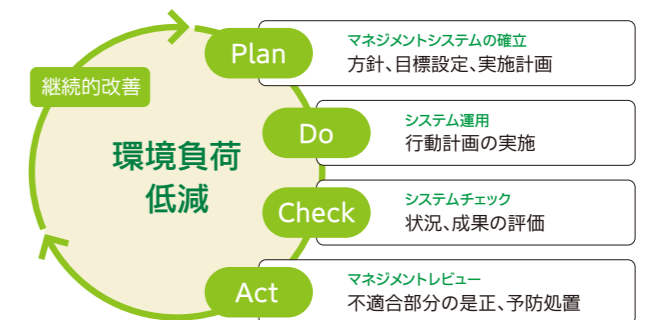 継続的改善
環境負荷
低減
Plan
マネジメントシステムの確立
方針、目標設定、実施計画
Do
システム運用
行動計画の実施
Check
システムチェック
状況、成果の評価
Act
マネジメントレビュー
不適合部分の是正、予防処置